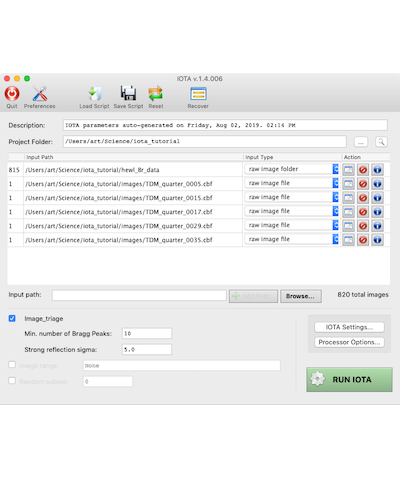 IOTA v.1.4.006
Quit Preferences Load Script Save Script Reset Recover
Description: IOTA parameters auto-generated on Friday, Aug 02, 2019. 02:14 PM
Project Folder: /Users/art/Science/iota_tutorial ...
Input Path Input Type Action
815 /Users/art/Science/iota_tutorial/hewl_8r_data raw image folder
1 /Users/art/Science/iota_tutorial/images/TDM_quarter_0005.cbf raw image file
1 /Users/art/Science/iota_tutorial/images/TDM_quarter_0015.cbf raw image file
1 /Users/art/Science/iota_tutorial/images/TDM_quarter_0017.cbf raw image file
1 /Users/art/Science/iota_tutorial/images/TDM_quarter_0029.cbf raw image file
1 /Users/art/Science/iota_tutorial/images/TDM_quarter_0035.cbf raw image file
Input path: Browse... 820 total images
Image_triage
Min. number of Bragg Peaks: 10
Strong reflection sigma: 5.0
IOTA Settings...
Processor Options...
Image range: None
Random subset: 0
RUN IOTA